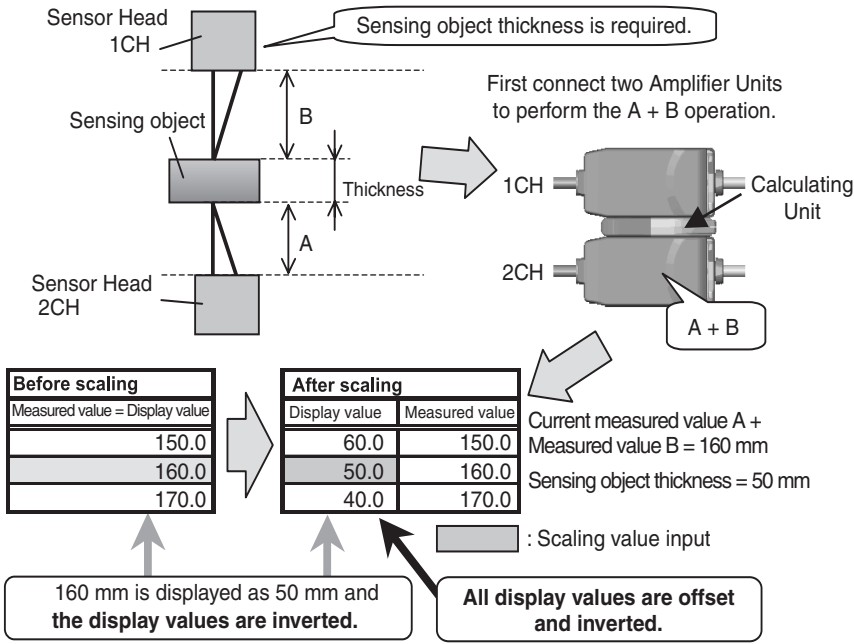 Sensor Head
1CH
Sensing object thickness is required.
First connect two Amplifier Units
to perform the A + B operation.
B
Sensing object
Thickness
1CH
Calculating
Unit
A
2CH
Sensor Head
2CH
A + B
Before scaling
Measured value = Display value
150.0
160.0
170.0
After scaling
Display value Measured value
60.0 150.0
50.0 160.0
40.0 170.0
Current measured value A +
Measured value B = 160 mm
Sensing object thickness = 50 mm
: Scaling value input
160 mm is displayed as 50 mm and
the display values are inverted.
All display values are offset
and inverted.